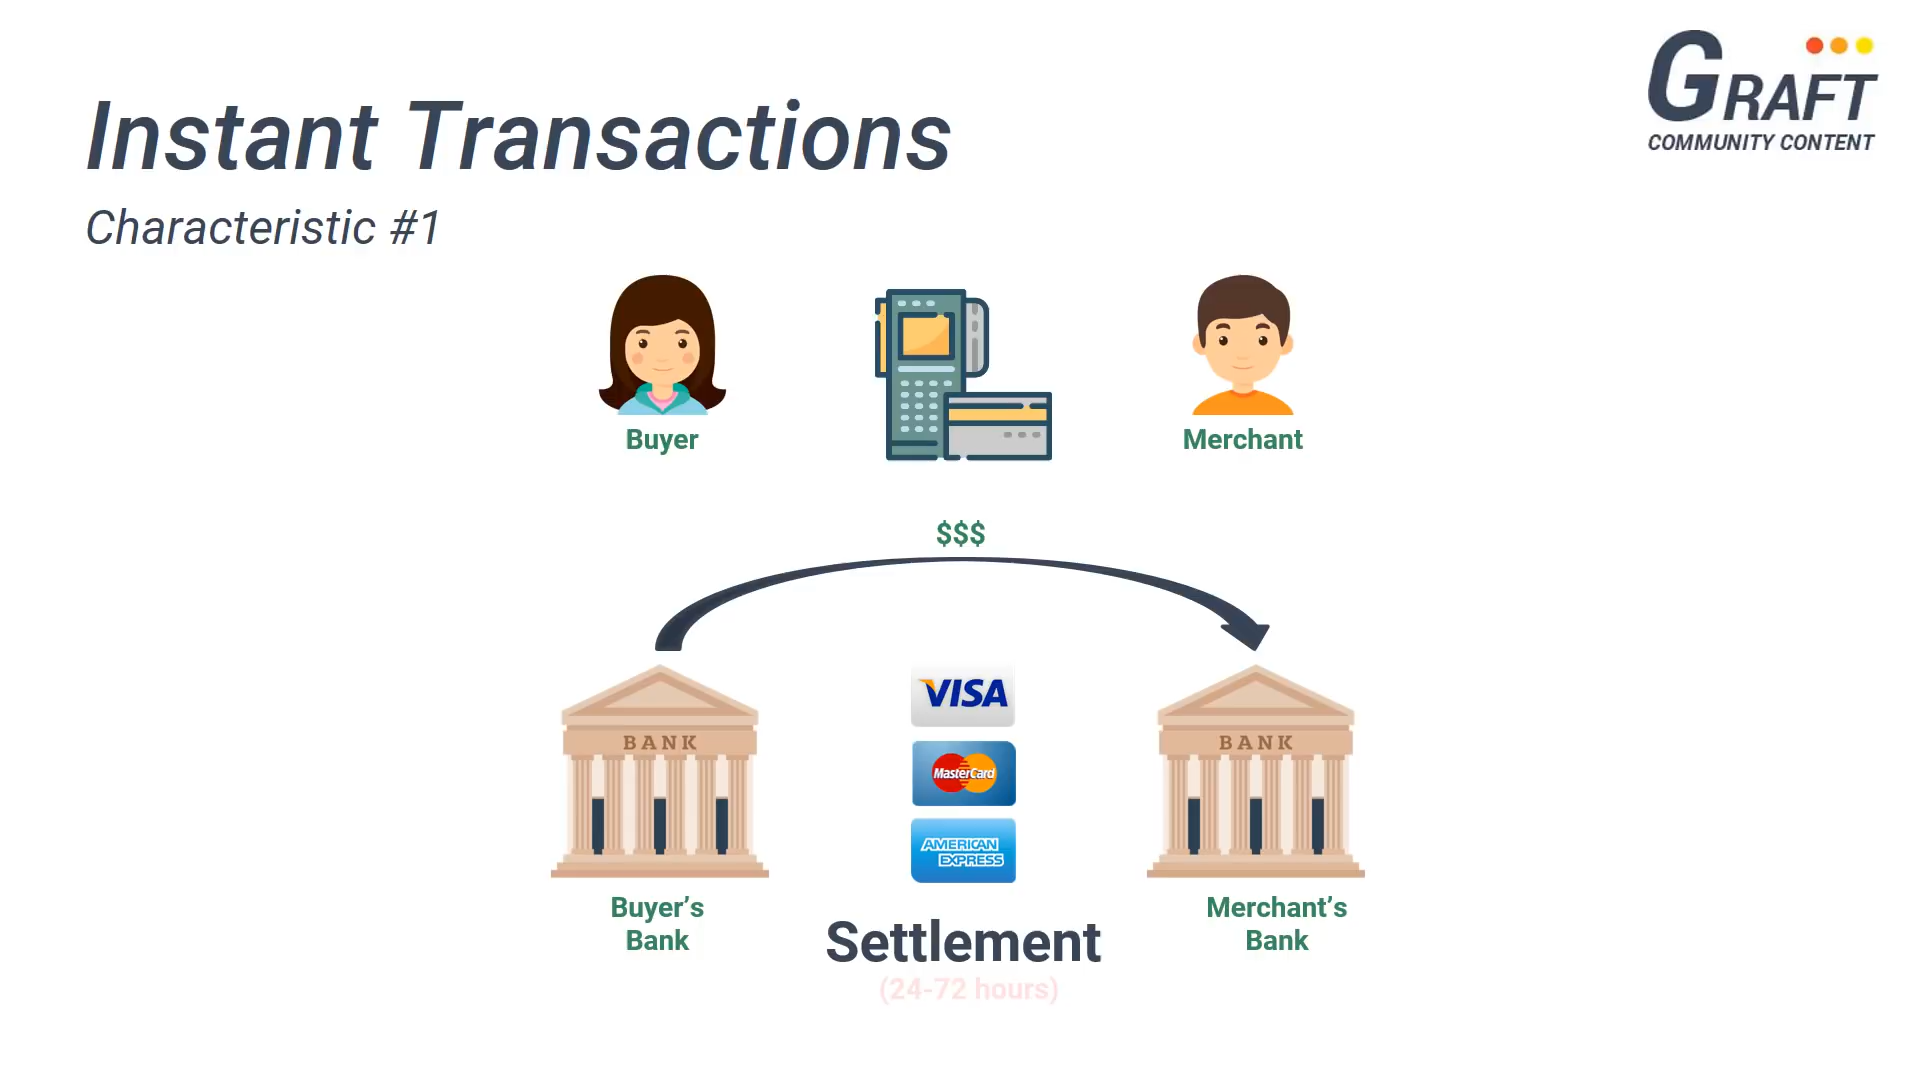 GRAFT
COMMUNITY CONTENT
Instant Transactions
Characteristic #1
Buyer
Merchant
$$$
VISA
MasterCard
AMERICAN
EXPRESS
BANK
BANK
Buyer’s
Bank
Merchant’s
Bank
Settlement
(24-72 hours)